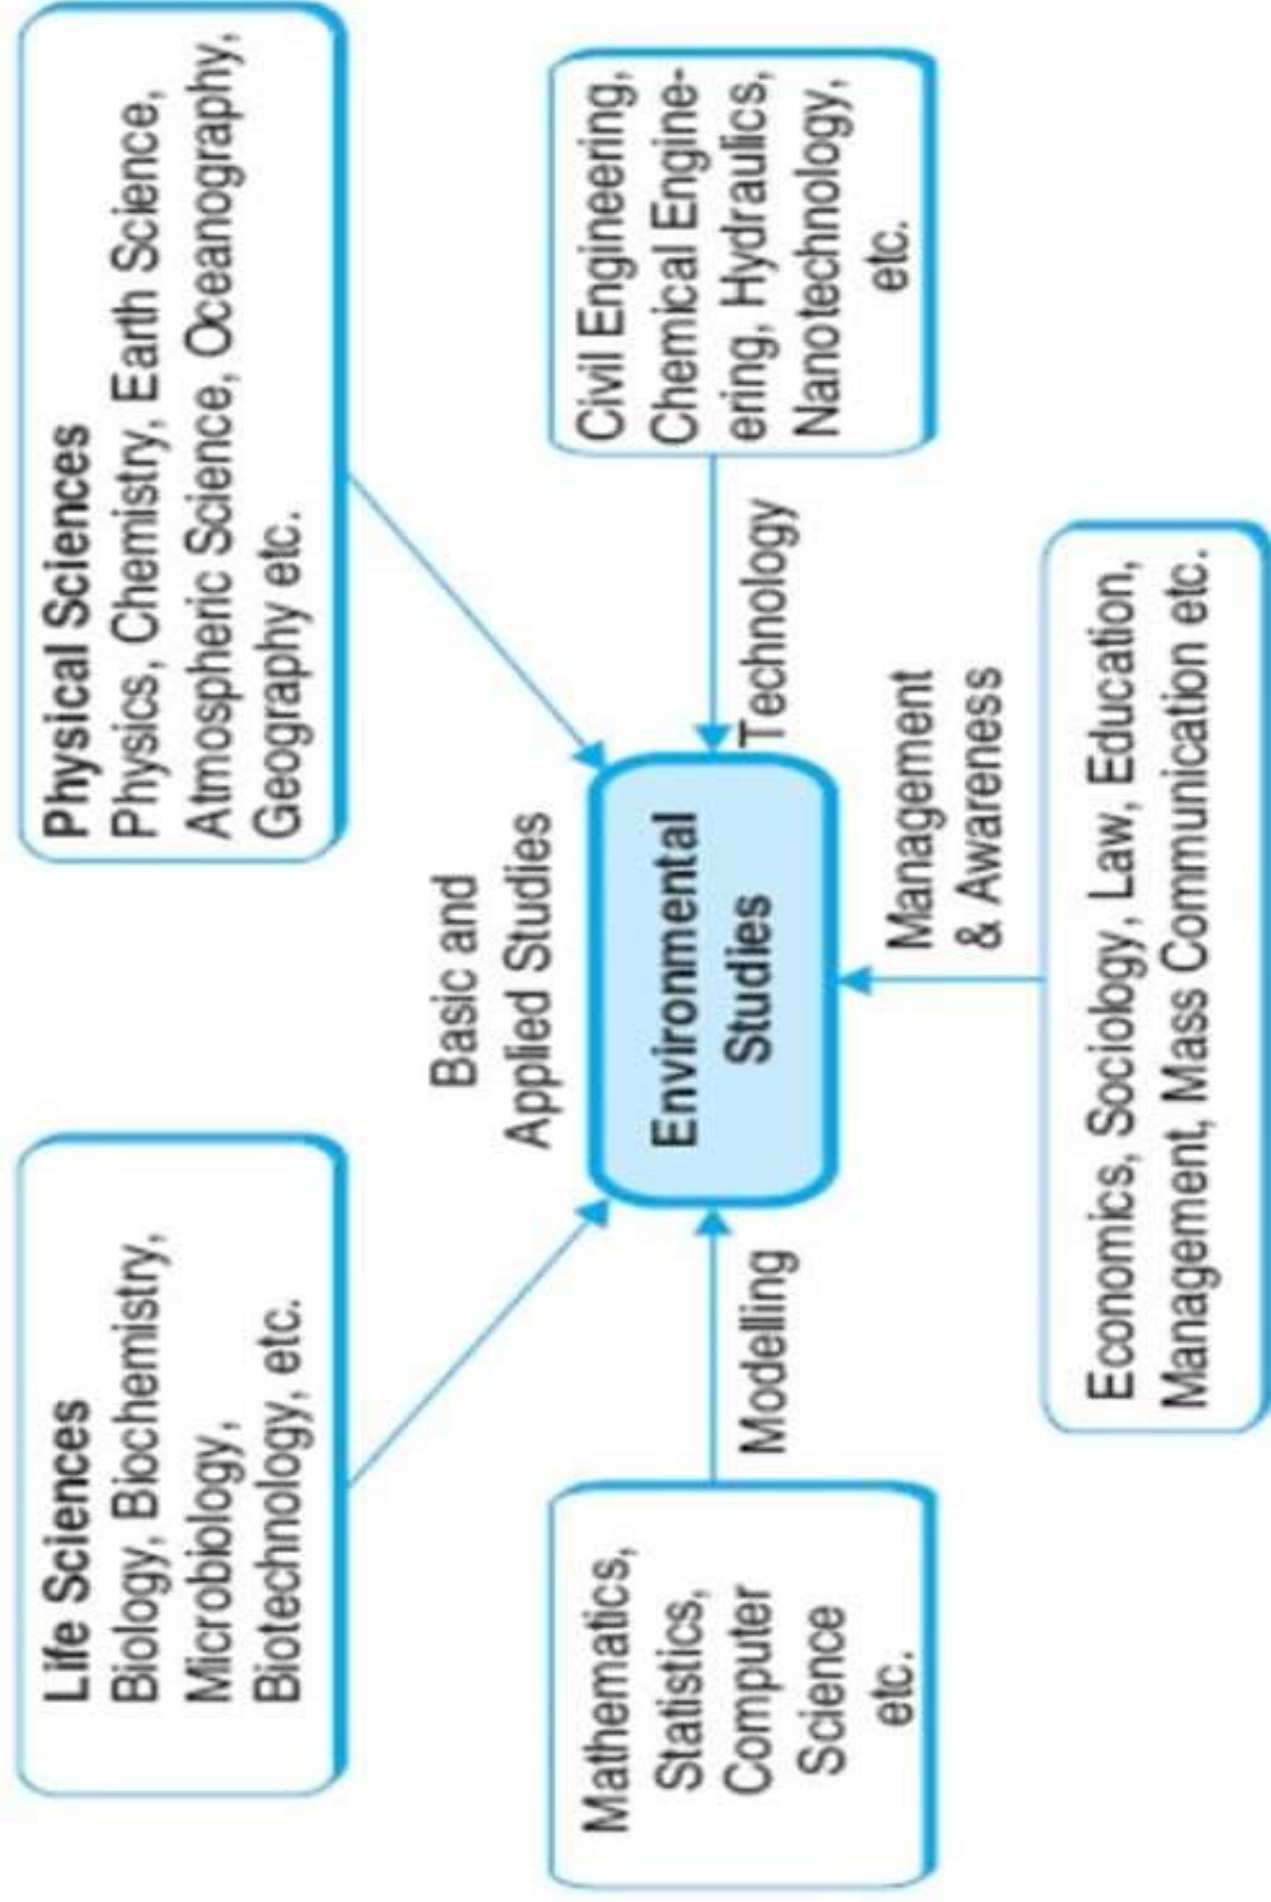 Life Sciences
Biology, Biochemistry,
Microbiology,
Biotechnology, etc.
Physical Sciences
Physics, Chemistry, Earth Science,
Atmospheric Science, Oceanography,
Geography etc.
Basic and
Applied Studies
Mathematics,
Statistics,
Computer
Science
etc.
Modelling
Environmental
Studies
Technology
Civil Engineering,
Chemical Engine-
ering, Hydraulics,
Nanotechnology,
etc.
Management
& Awareness
Economics, Sociology, Law, Education,
Management, Mass Communication etc.